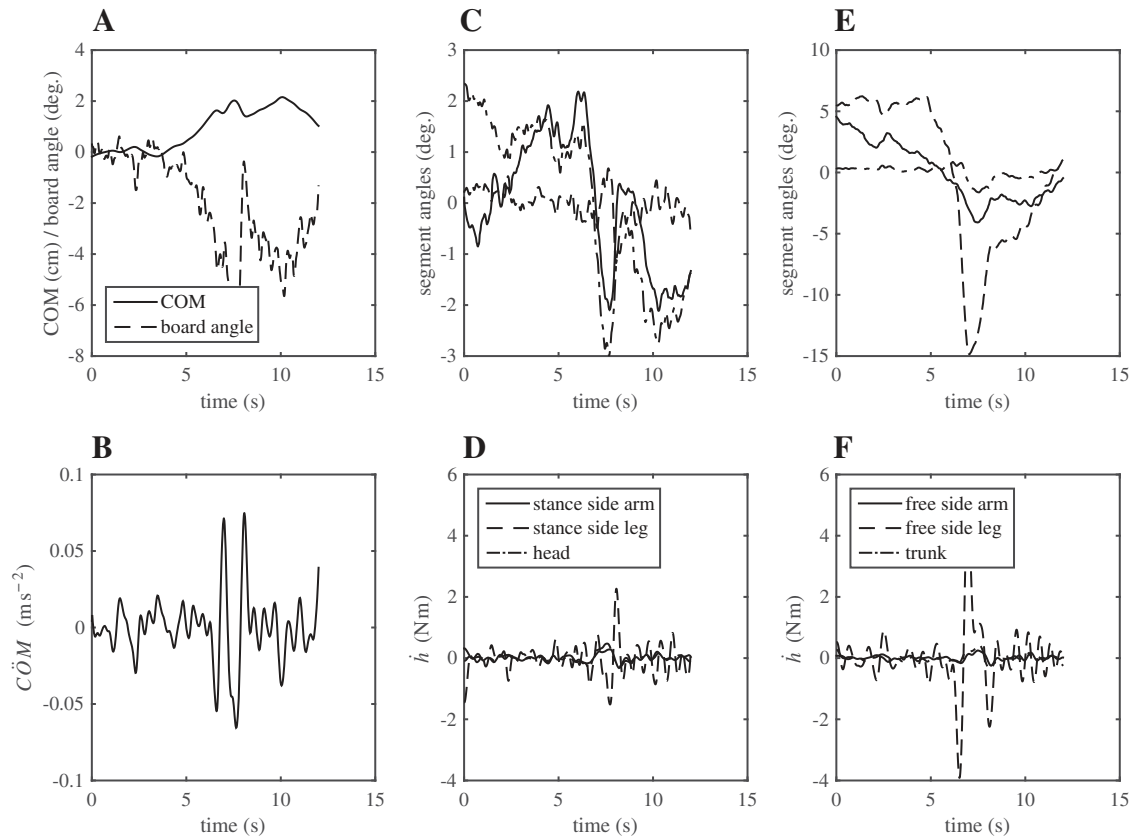 A
COM (cm) / board angle (deg.)
4
2
0
-2
-4
-6
-8
COM
board angle
0
5
10
15
time (s)
C
segment angles (deg.)
3
2
1
0
-1
-2
-3
0
5
10
15
time (s)
E
segment angles (deg.)
10
5
0
-5
-10
-15
0
5
10
15
time (s)
B
CÖM (ms⁻²)
0.1
0.05
0
-0.05
-0.1
0
5
10
15
time (s)
D
ḣ (Nm)
6
4
2
0
-2
-4
stance side arm
stance side leg
head
0
5
10
15
time (s)
F
ḣ (Nm)
6
4
2
0
-2
-4
free side arm
free side leg
trunk
0
5
10
15
time (s)